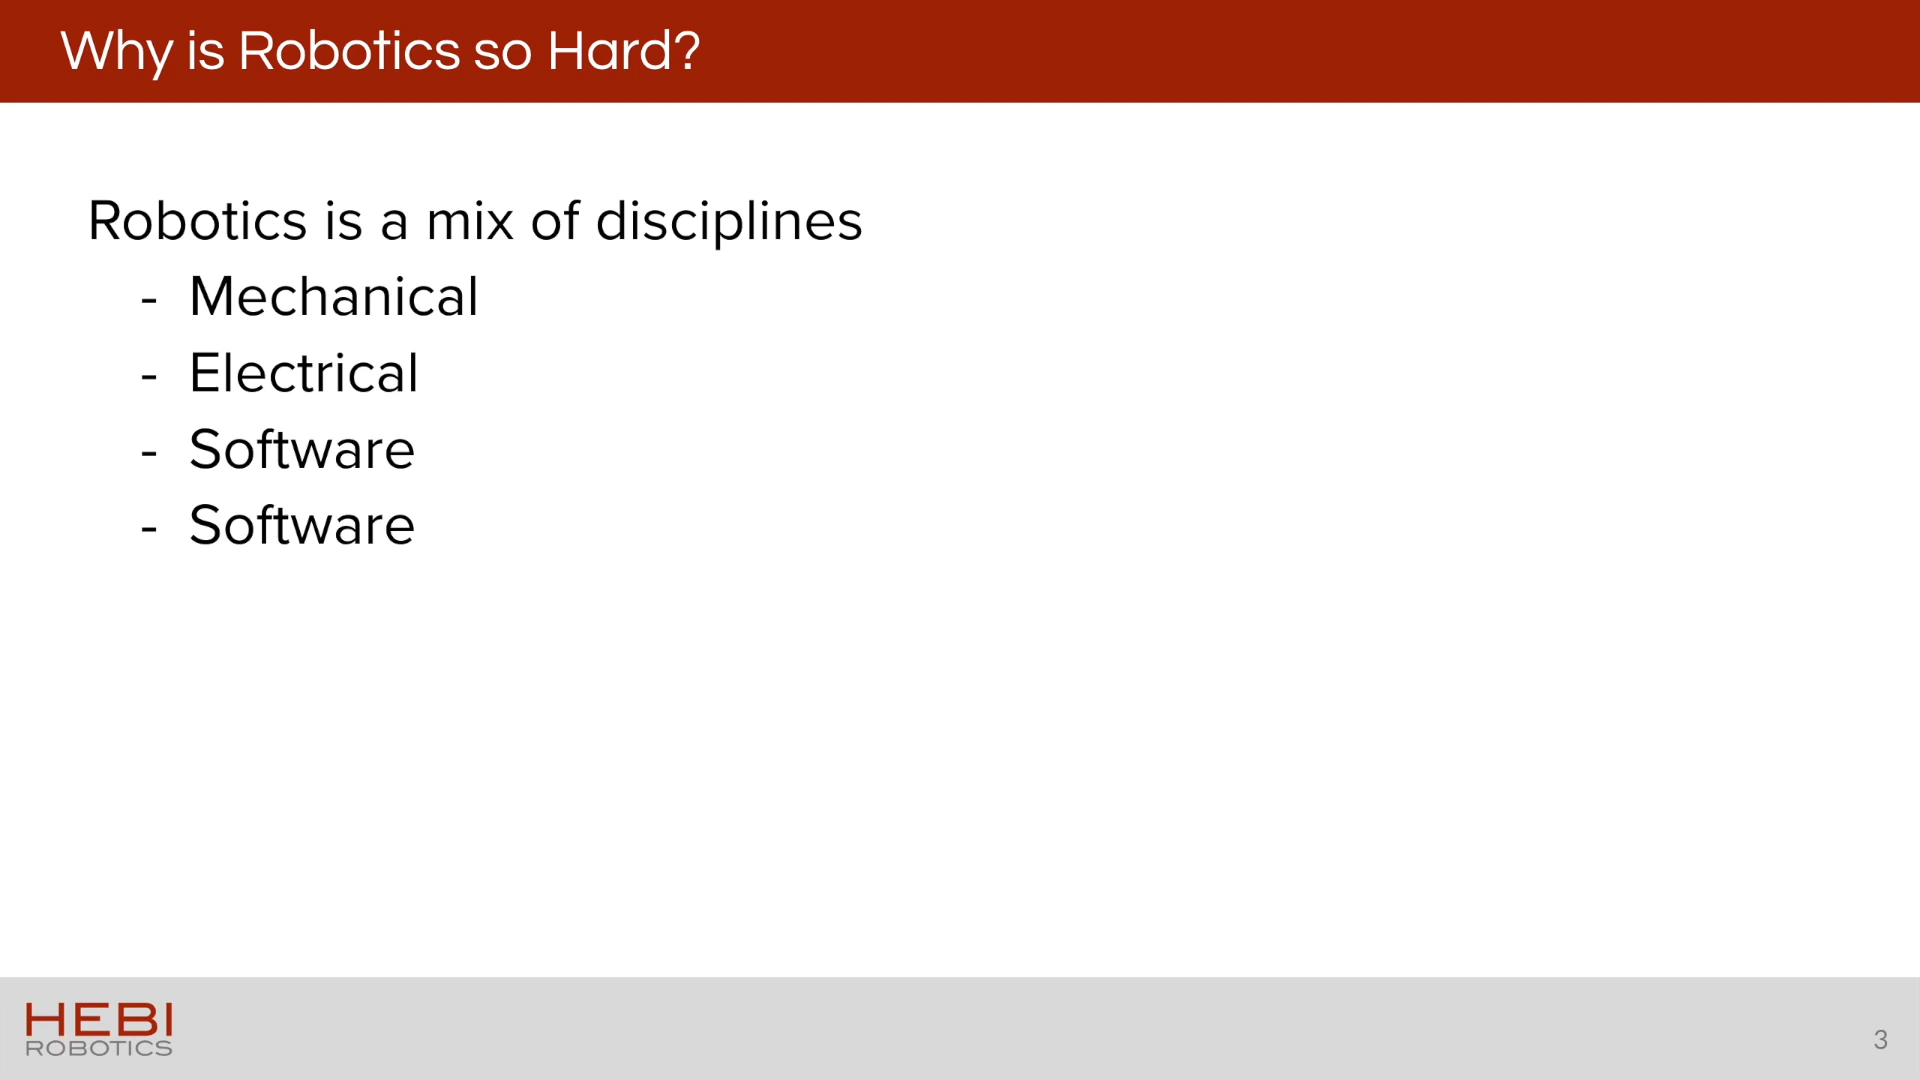 Why is Robotics so Hard?
Robotics is a mix of disciplines
- Mechanical
- Electrical
- Software
- Software
HEBI
ROBOTICS
3